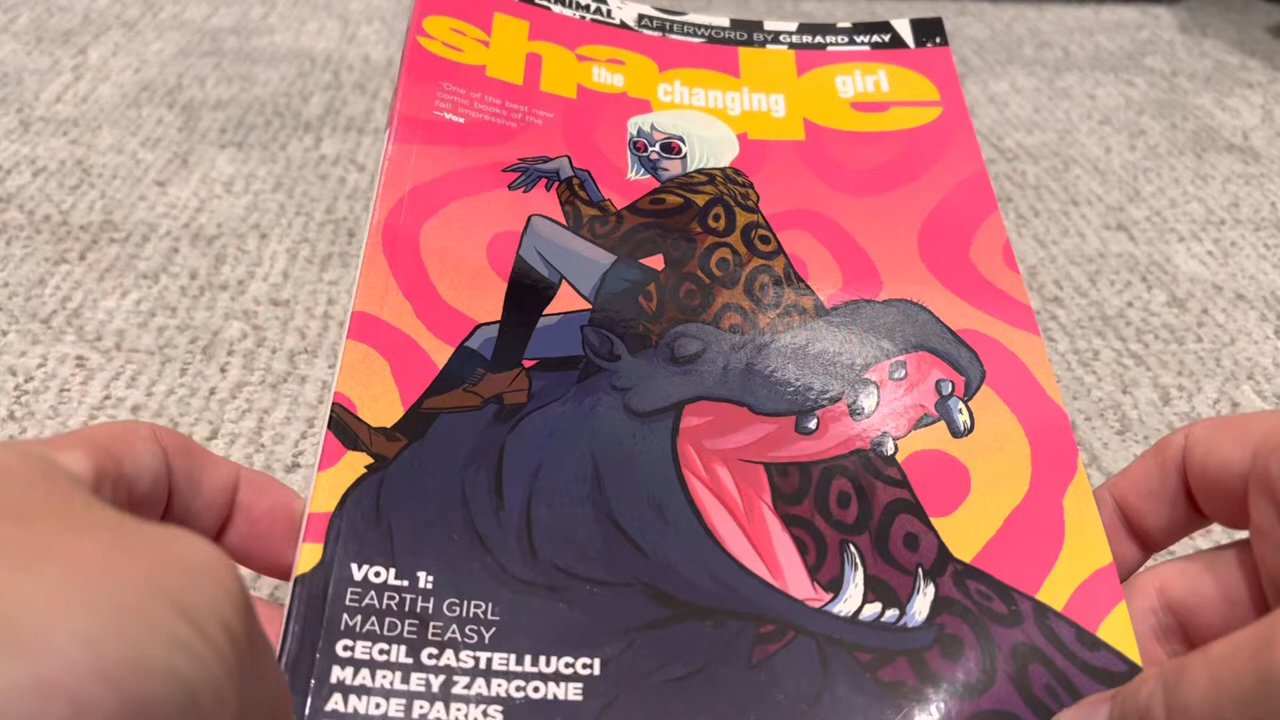 ANIMAL
AFTERWORD BY GERARD WAY
shade
the changing girl
"One of the best new
comic books of the
fall. Impressive."
—Vox
VOL. 1:
EARTH GIRL
MADE EASY
CECIL CASTELLUCCI
MARLEY ZARCONE
ANDE PARKS